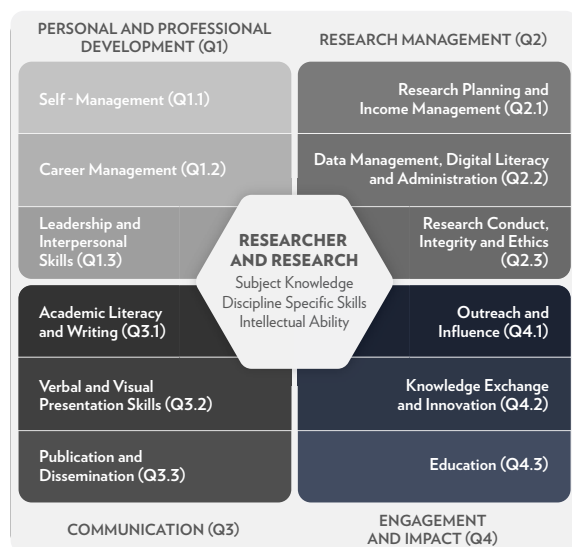 PERSONAL AND PROFESSIONAL
DEVELOPMENT (Q1)
Self - Management (Q1.1)
Career Management (Q1.2)
Leadership and
Interpersonal
Skills (Q1.3)
RESEARCH MANAGEMENT (Q2)
Research Planning and
Income Management (Q2.1)
Data Management, Digital Literacy
and Administration (Q2.2)
Research Conduct,
Integrity and Ethics
(Q2.3)
RESEARCHER
AND RESEARCH
Subject Knowledge
Discipline Specific Skills
Intellectual Ability
Academic Literacy
and Writing (Q3.1)
Verbal and Visual
Presentation Skills (Q3.2)
Publication and
Dissemination (Q3.3)
COMMUNICATION (Q3)
Outreach and
Influence (Q4.1)
Knowledge Exchange
and Innovation (Q4.2)
Education (Q4.3)
ENGAGEMENT
AND IMPACT (Q4)